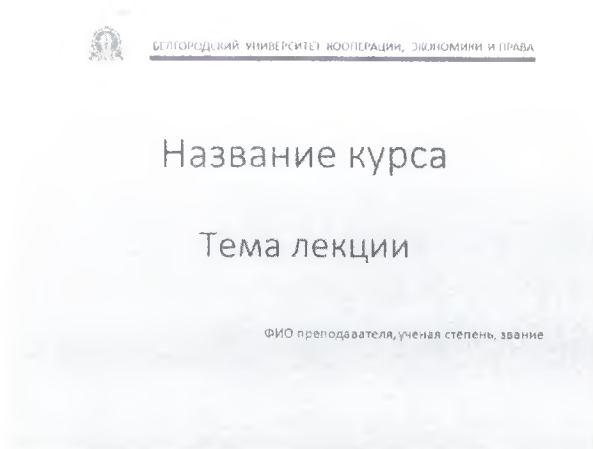 БЕЛГОРОДСКИЙ УНИВЕРСИТЕТ КООПЕРАЦИИ, ЭКОНОМИКИ И ПРАВА
Название курса
Тема лекции
ФИО преподавателя, ученая степень, звание